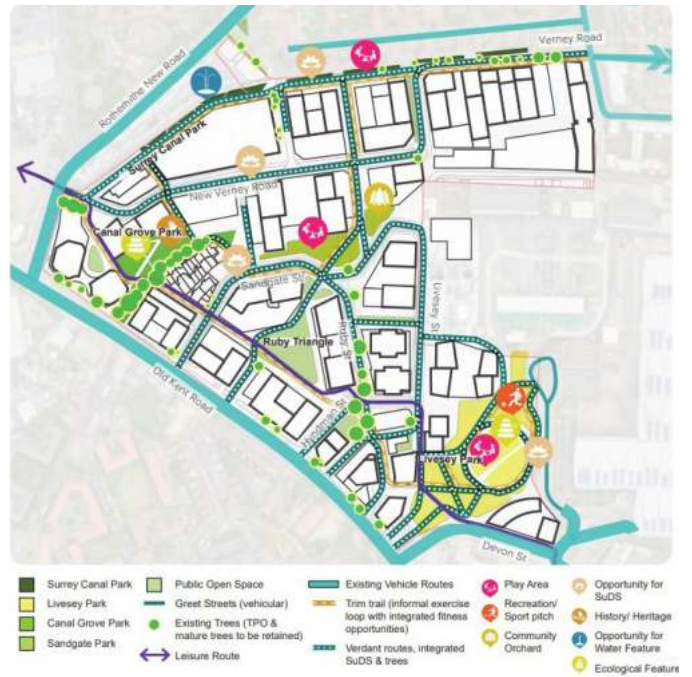 Verney Road
Rotherhithe New Road
Surrey Canal Park
New Verney Road
Canal Grove Park
Sandgate St
Livesey St
Ruby Triangle
Ruby St
Old Kent Road
Hyndman St
Livesey Park
Devon St
Surrey Canal Park
Livesey Park
Canal Grove Park
Sandgate Park
Public Open Space
Greet Streets (vehicular)
Existing Trees (TPO &
mature trees to be retained)
Leisure Route
Existing Vehicle Routes
Trim trail (informal exercise
loop with integrated fitness
opportunities)
Verdant routes, integrated
SuDS & trees
Play Area
Recreation/
Sport pitch
Community
Orchard
Opportunity for
SuDS
History/ Heritage
Opportunity for
Water Feature
Ecological Feature